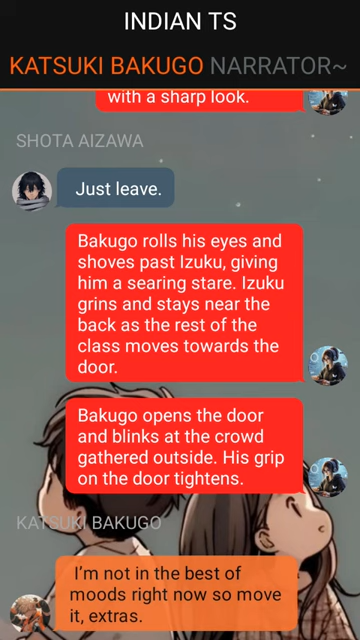 INDIAN TS
KATSUKI BAKUGO NARRATOR~
with a sharp look.
SHOTA AIZAWA
Just leave.
Bakugo rolls his eyes and
shoves past Izuku, giving
him a searing stare. Izuku
grins and stays near the
back as the rest of the
class moves towards the
door.
Bakugo opens the door
and blinks at the crowd
gathered outside. His grip
on the door tightens.
KATSUKI BAKUGO
I’m not in the best of
moods right now so move
it, extras.